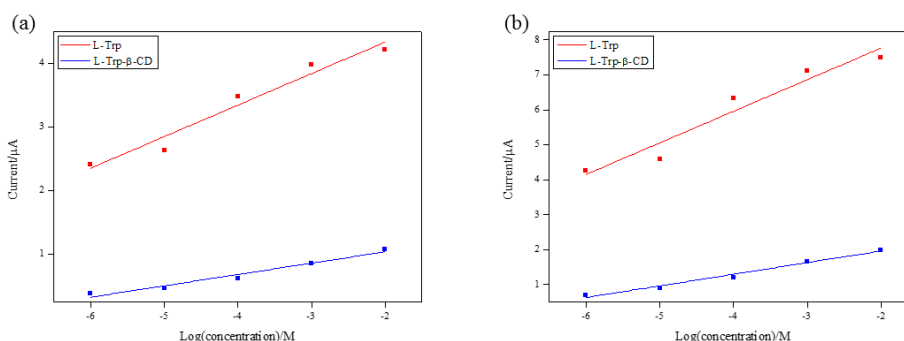 (a)
L-Trp
L-Trp-β-CD
Current/μA
4
3
2
1
-6
-5
-4
-3
-2
Log(concentration)/M
(b)
L-Trp
L-Trp-β-CD
Current/μA
8
7
6
5
4
3
2
1
-6
-5
-4
-3
-2
Log(concentration)/M